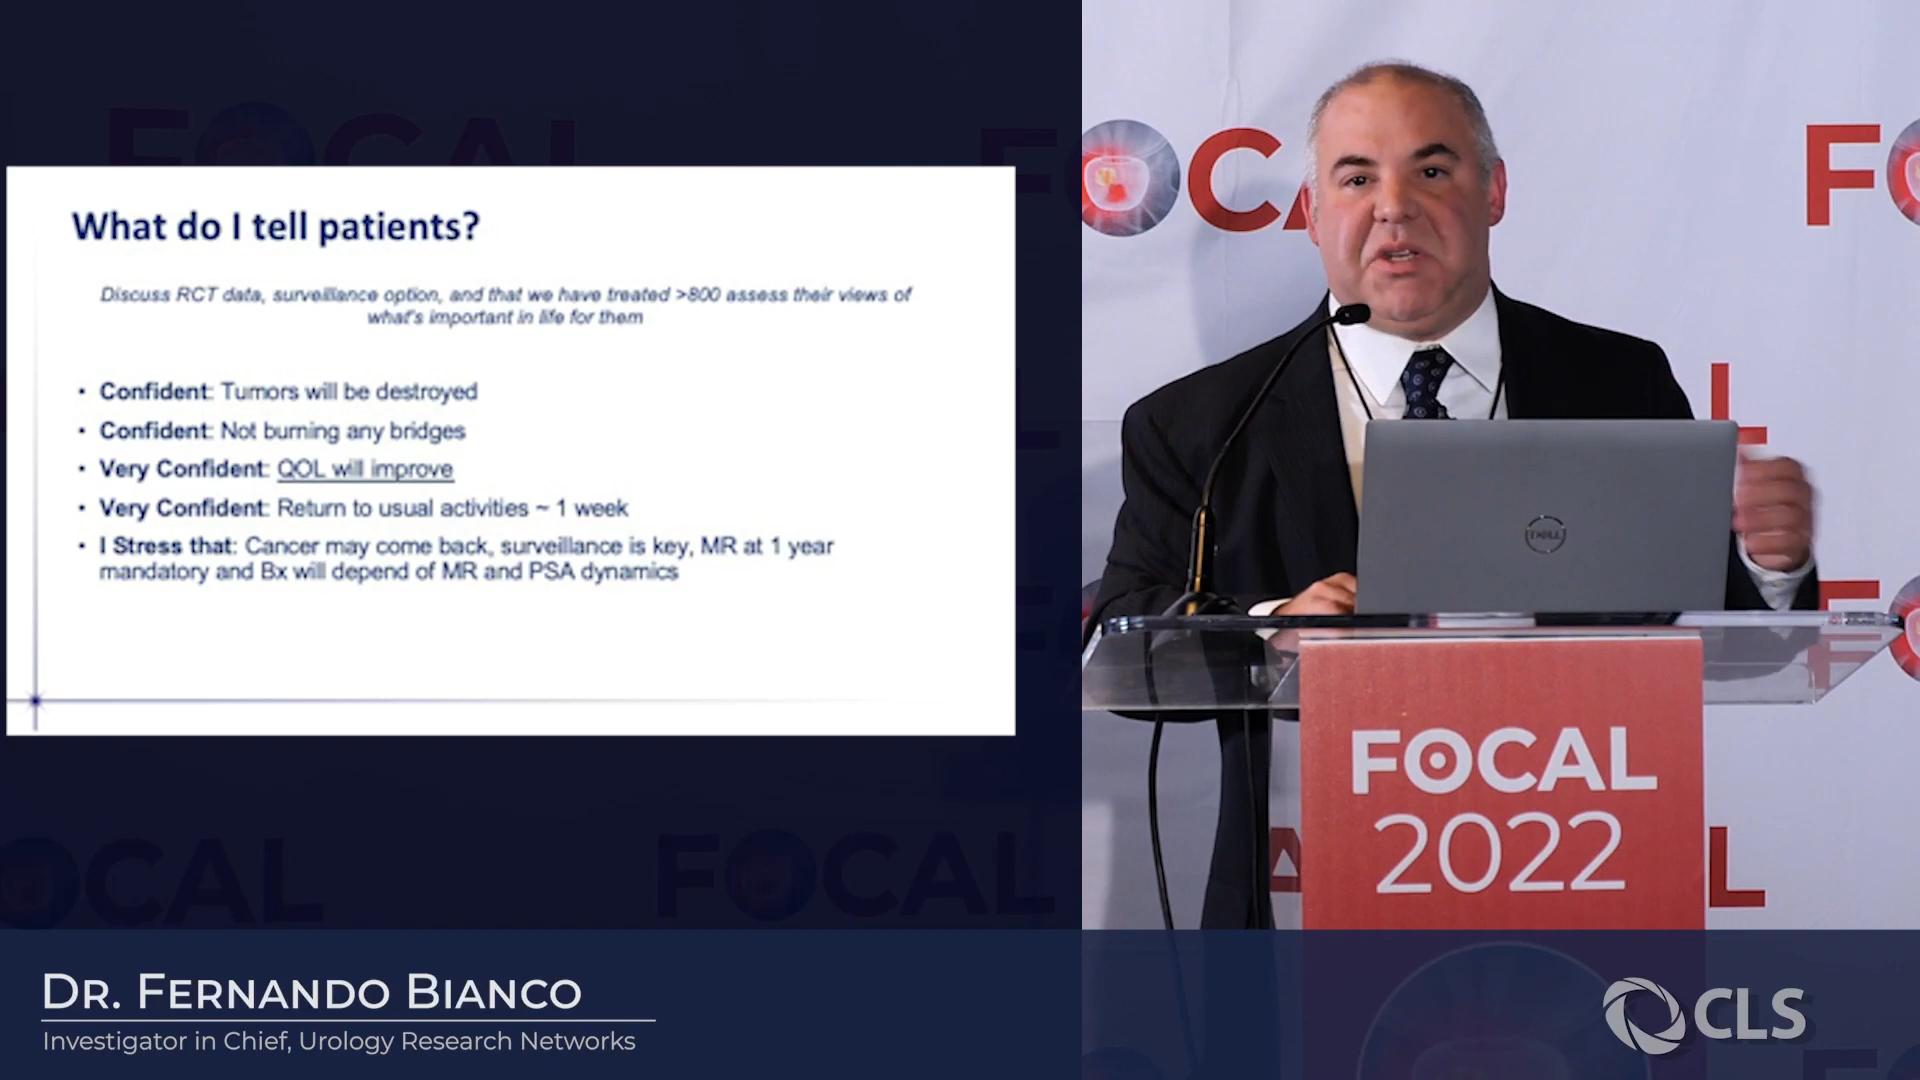 What do I tell patients?
Discuss RCT data, surveillance option, and that we have treated >800 assess their views of
what's important in life for them
• Confident: Tumors will be destroyed
• Confident: Not burning any bridges
• Very Confident: QOL will improve
• Very Confident: Return to usual activities ~ 1 week
• I Stress that: Cancer may come back, surveillance is key, MR at 1 year
mandatory and Bx will depend of MR and PSA dynamics
FOCAL
DELL
FOCAL
2022
DR. FERNANDO BIANCO
Investigator in Chief, Urology Research Networks
CLS
FOCAL
FOCAL